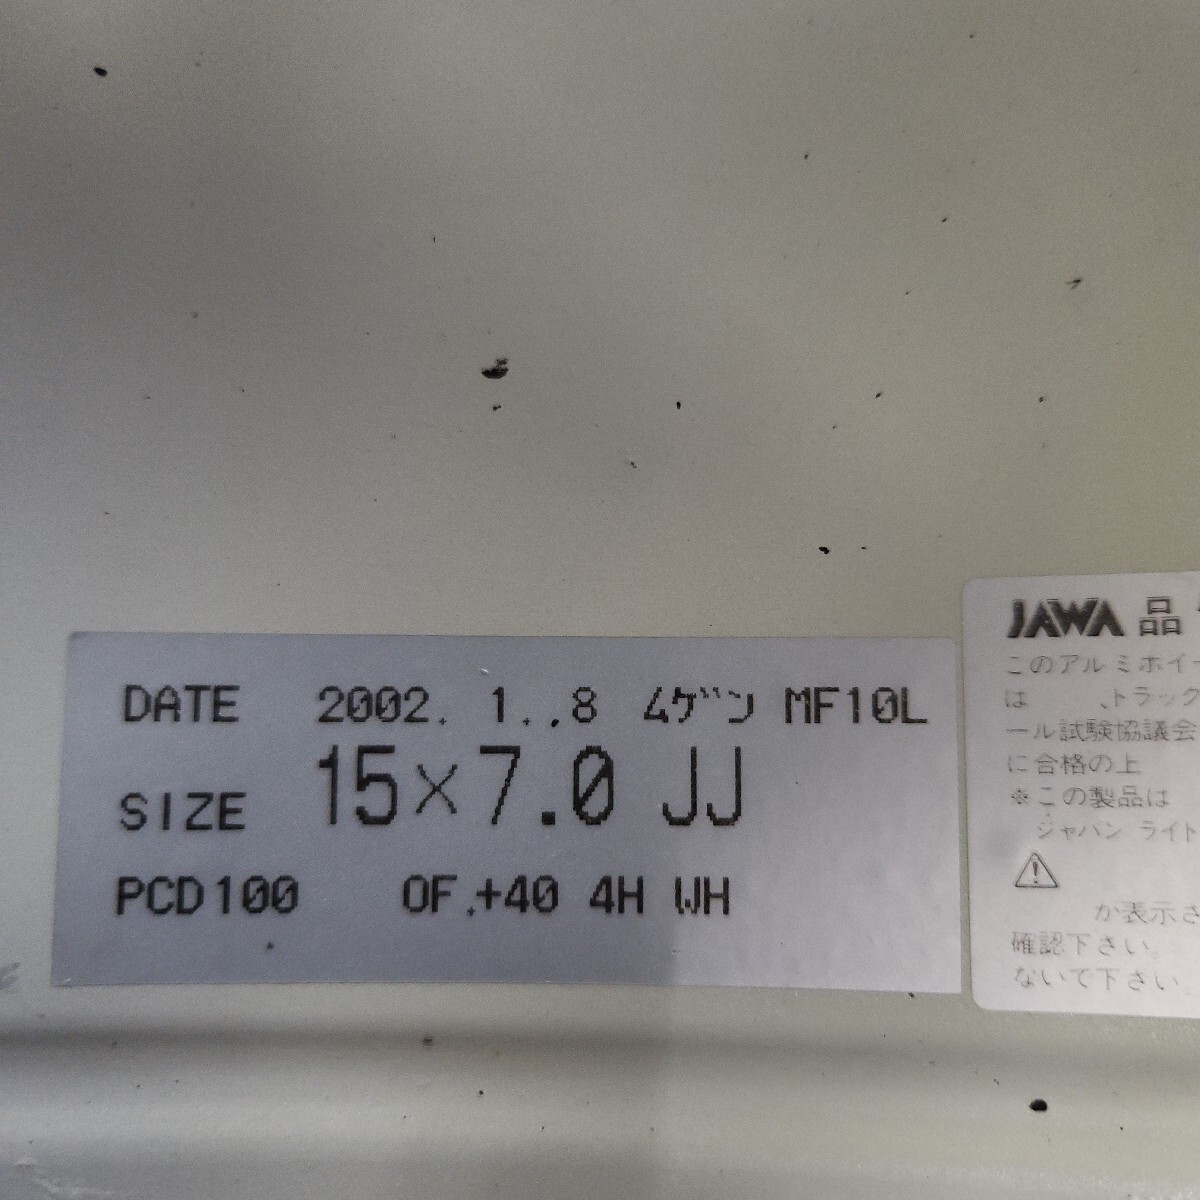 DATE 2002. 1..8 ムゲン MF10L
SIZE 15×7.0 JJ
PCD100 OF.+40 4H WH
JAWA 品
このアルミホイー
は 、トラック
ール試験協議会
に合格の上
※この製品は
ジャパン ライト
か表示さ
確認下さい。
ないで下さい。